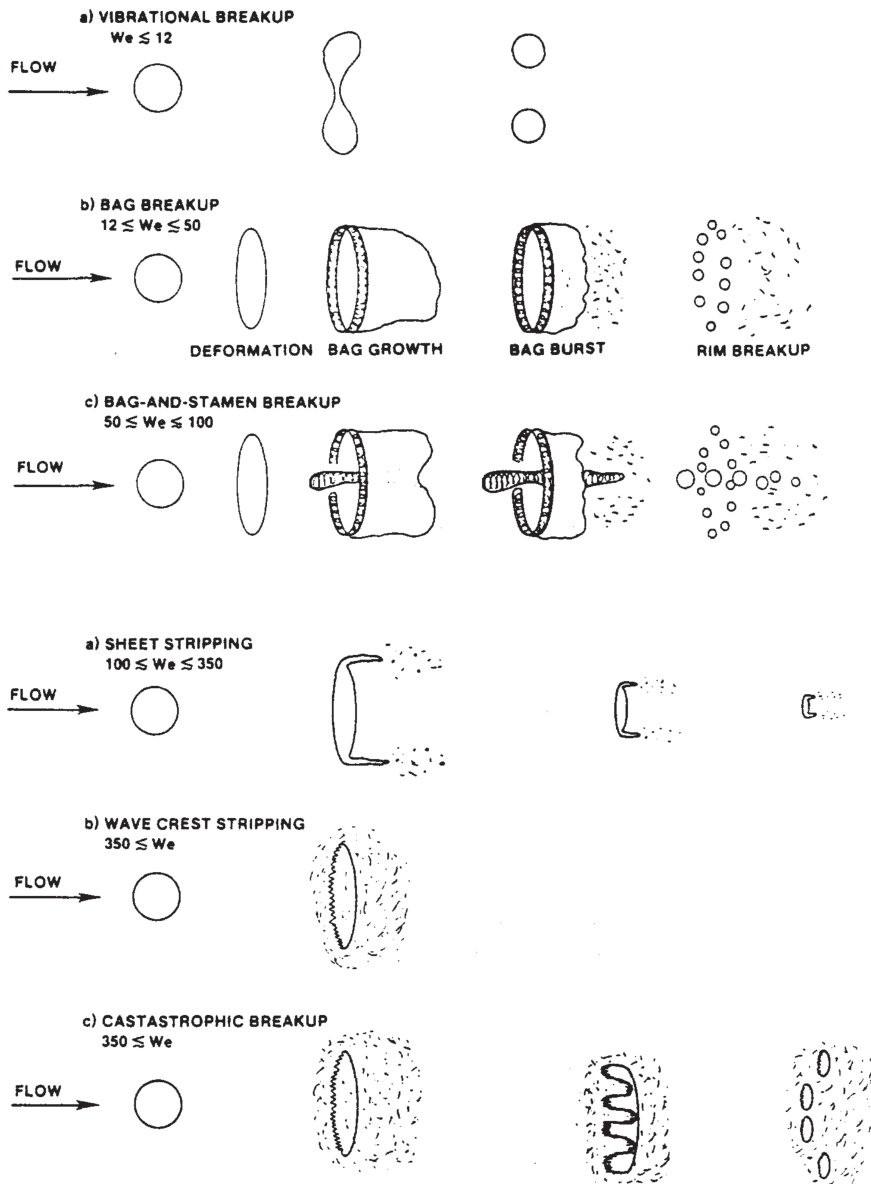 a) VIBRATIONAL BREAKUP
We ≲ 12
FLOW
b) BAG BREAKUP
12 ≲ We ≲ 50
FLOW
DEFORMATION BAG GROWTH BAG BURST RIM BREAKUP
c) BAG-AND-STAMEN BREAKUP
50 ≲ We ≲ 100
FLOW
a) SHEET STRIPPING
100 ≲ We ≲ 350
FLOW
b) WAVE CREST STRIPPING
350 ≲ We
FLOW
c) CASTASTROPHIC BREAKUP
350 ≲ We
FLOW